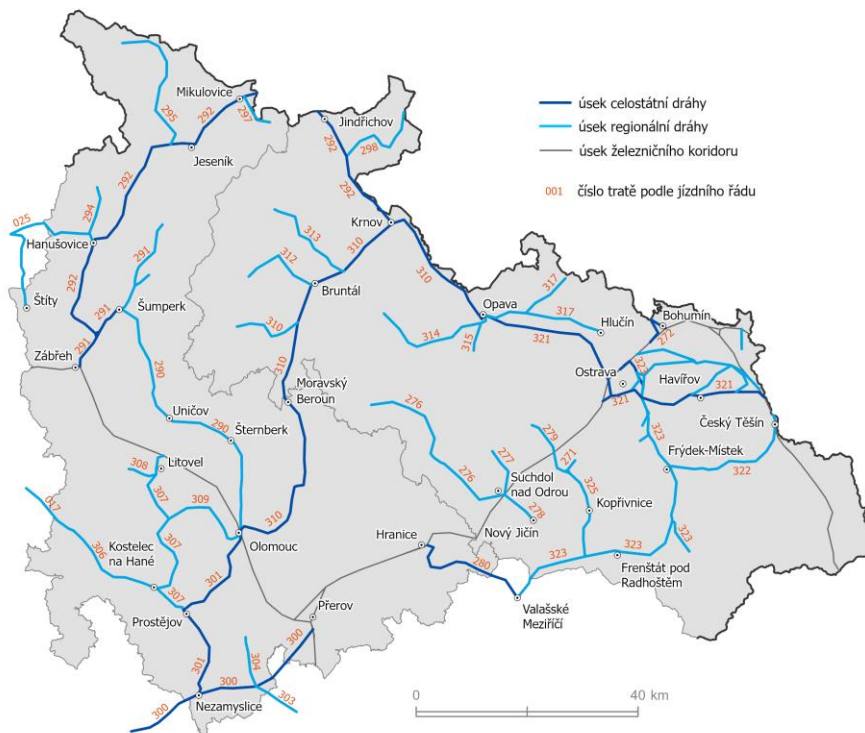 úsek celostátní dráhy
úsek regionální dráhy
úsek železničního koridoru
001 číslo tratě podle jízdního řádu
Mikulovice
295
292
297
Jindřichov
292
298
Jeseník
292
292
025
294
Hanušovice
291
313
Krnov
310
310
312
292
Štíty
291
Šumperk
Bruntál
317
Opava
317
Bohumín
272
310
314
315
321
Hlučín
Zábřeh
291
290
310
Moravský
Beroun
Ostrava
323
Havířov
321
321
276
Český Těšín
Uničov
290
Šternberk
279
323
Frýdek-Místek
308
Litovel
277
271
322
276
Suchdol
nad Odrou
325
Kopřivnice
017
307
309
310
278
Olomouc
Hranice
Nový Jičín
323
306
Kostelec
na Hané
307
323
323
301
280
Frenštát pod
Radhoštěm
307
Prostějov
Přerov
Valašské
Meziříčí
301
304
300
300
303
300
Nezamyslice
0
40 km